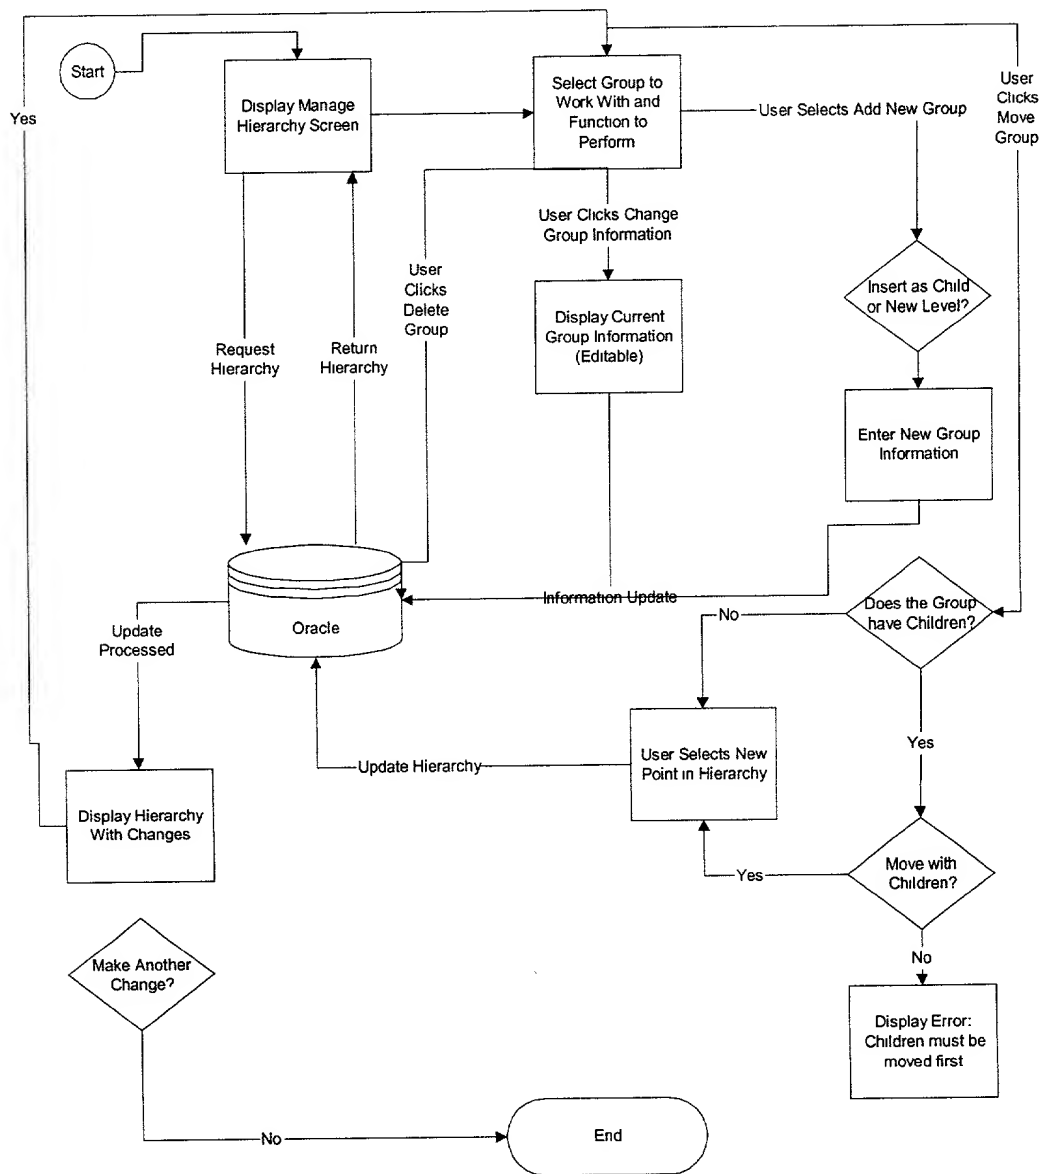 Start
Yes
Display Manage
Hierarchy Screen
Select Group to
Work With and
Function to
Perform
User Selects Add New Group
User
Clicks
Move
Group
User Clicks Change
Group Information
User
Clicks
Delete
Group
Insert as Child
or New Level?
Display Current
Group Information
(Editable)
Request
Hierarchy
Return
Hierarchy
Enter New Group
Information
Information Update
Oracle
Does the Group
have Children?
No
Update
Processed
Yes
User Selects New
Point in Hierarchy
Update Hierarchy
Display Hierarchy
With Changes
Yes
Move with
Children?
No
Make Another
Change?
Display Error:
Children must be
moved first
No
End